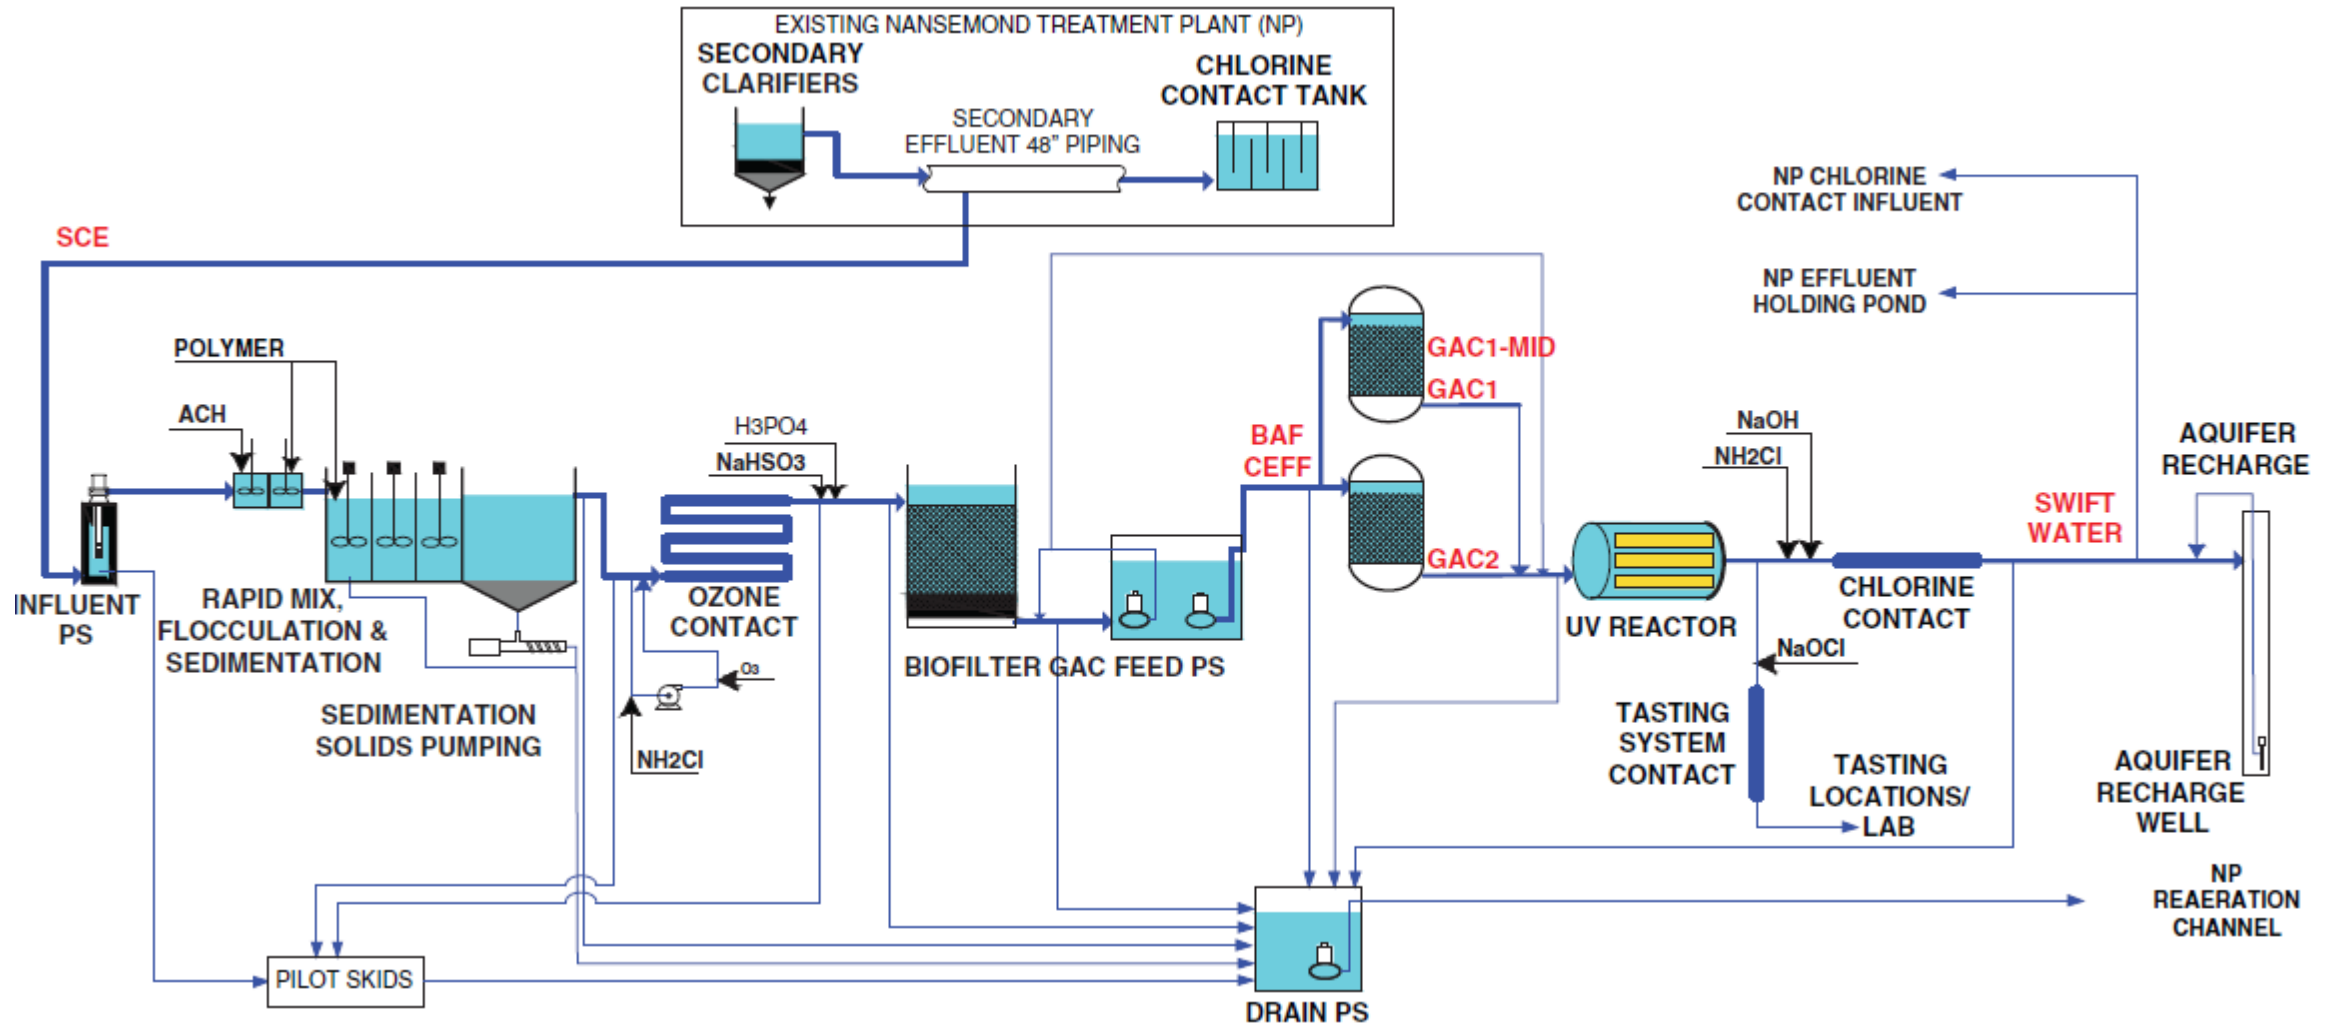 EXISTING NANSEMOND TREATMENT PLANT (NP)
SECONDARY
CLARIFIERS
SECONDARY
EFFLUENT 48" PIPING
CHLORINE
CONTACT TANK
SCE
NP CHLORINE
CONTACT INFLUENT
NP EFFLUENT
HOLDING POND
POLYMER
ACH
INFLUENT
PS
RAPID MIX,
FLOCCULATION &
SEDIMENTATION
SEDIMENTATION
SOLIDS PUMPING
H3PO4
NaHSO3
OZONE
CONTACT
O3
NH2Cl
BIOFILTER GAC FEED PS
BAF
CEFF
GAC1-MID
GAC1
GAC2
UV REACTOR
NaOH
NH2Cl
CHLORINE
CONTACT
NaOCl
TASTING
SYSTEM
CONTACT
TASTING
LOCATIONS/
LAB
SWIFT
WATER
AQUIFER
RECHARGE
AQUIFER
RECHARGE
WELL
NP
REAERATION
CHANNEL
PILOT SKIDS
DRAIN PS